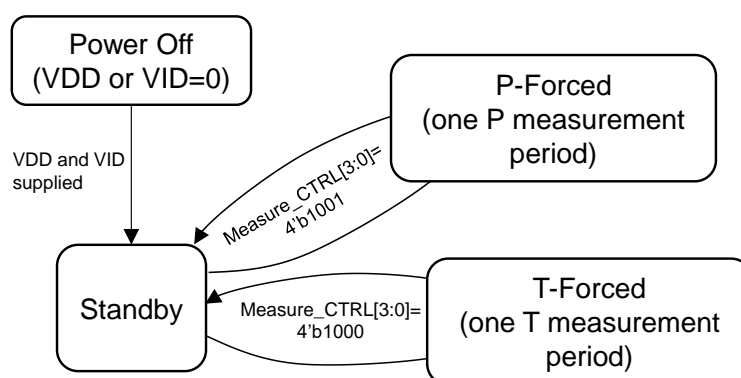 Power Off
(VDD or VID=0)
P-Forced
(one P measurement
period)
VDD and VID
supplied
Measure_CTRL[3:0]=
4'b1001
Standby
Measure_CTRL[3:0]=
4'b1000
T-Forced
(one T measurement
period)